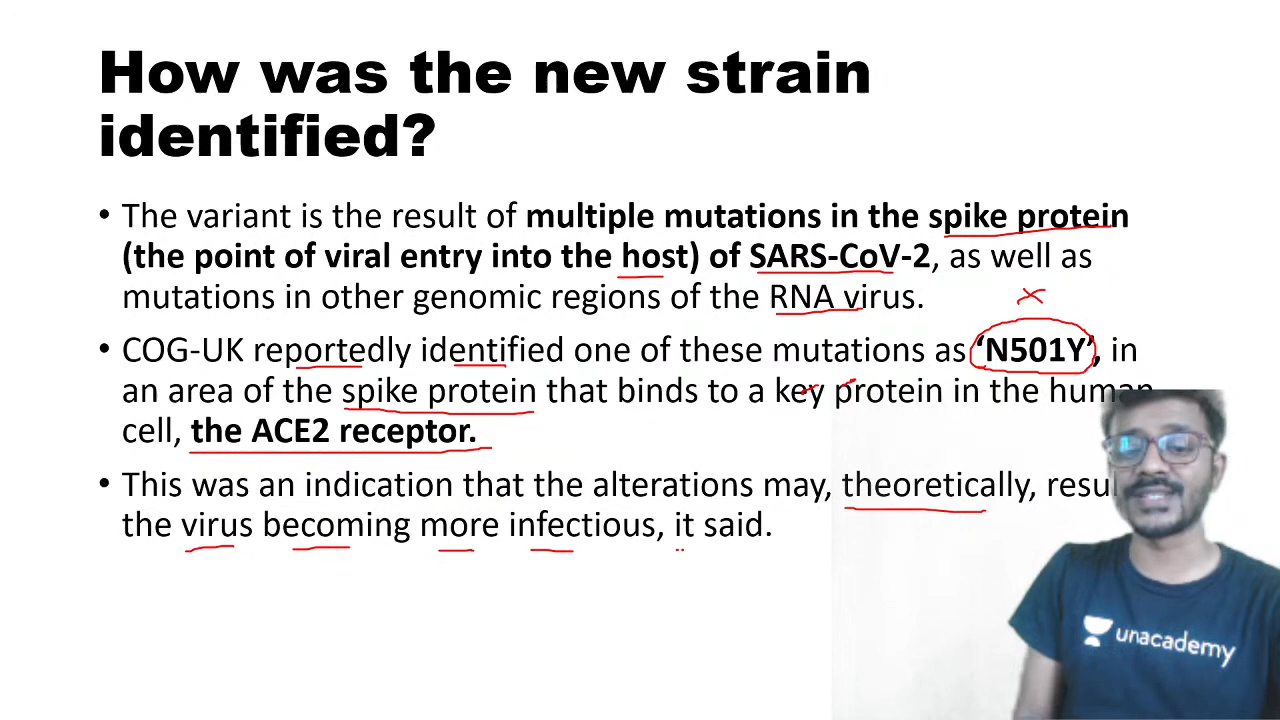 How was the new strain
identified?
• The variant is the result of multiple mutations in the spike protein
(the point of viral entry into the host) of SARS-CoV-2, as well as
mutations in other genomic regions of the RNA virus.
• COG-UK reportedly identified one of these mutations as ‘N501Y’, in
an area of the spike protein that binds to a key protein in the human
cell, the ACE2 receptor.
• This was an indication that the alterations may, theoretically,
the virus becoming more infectious, it said.
unacademy